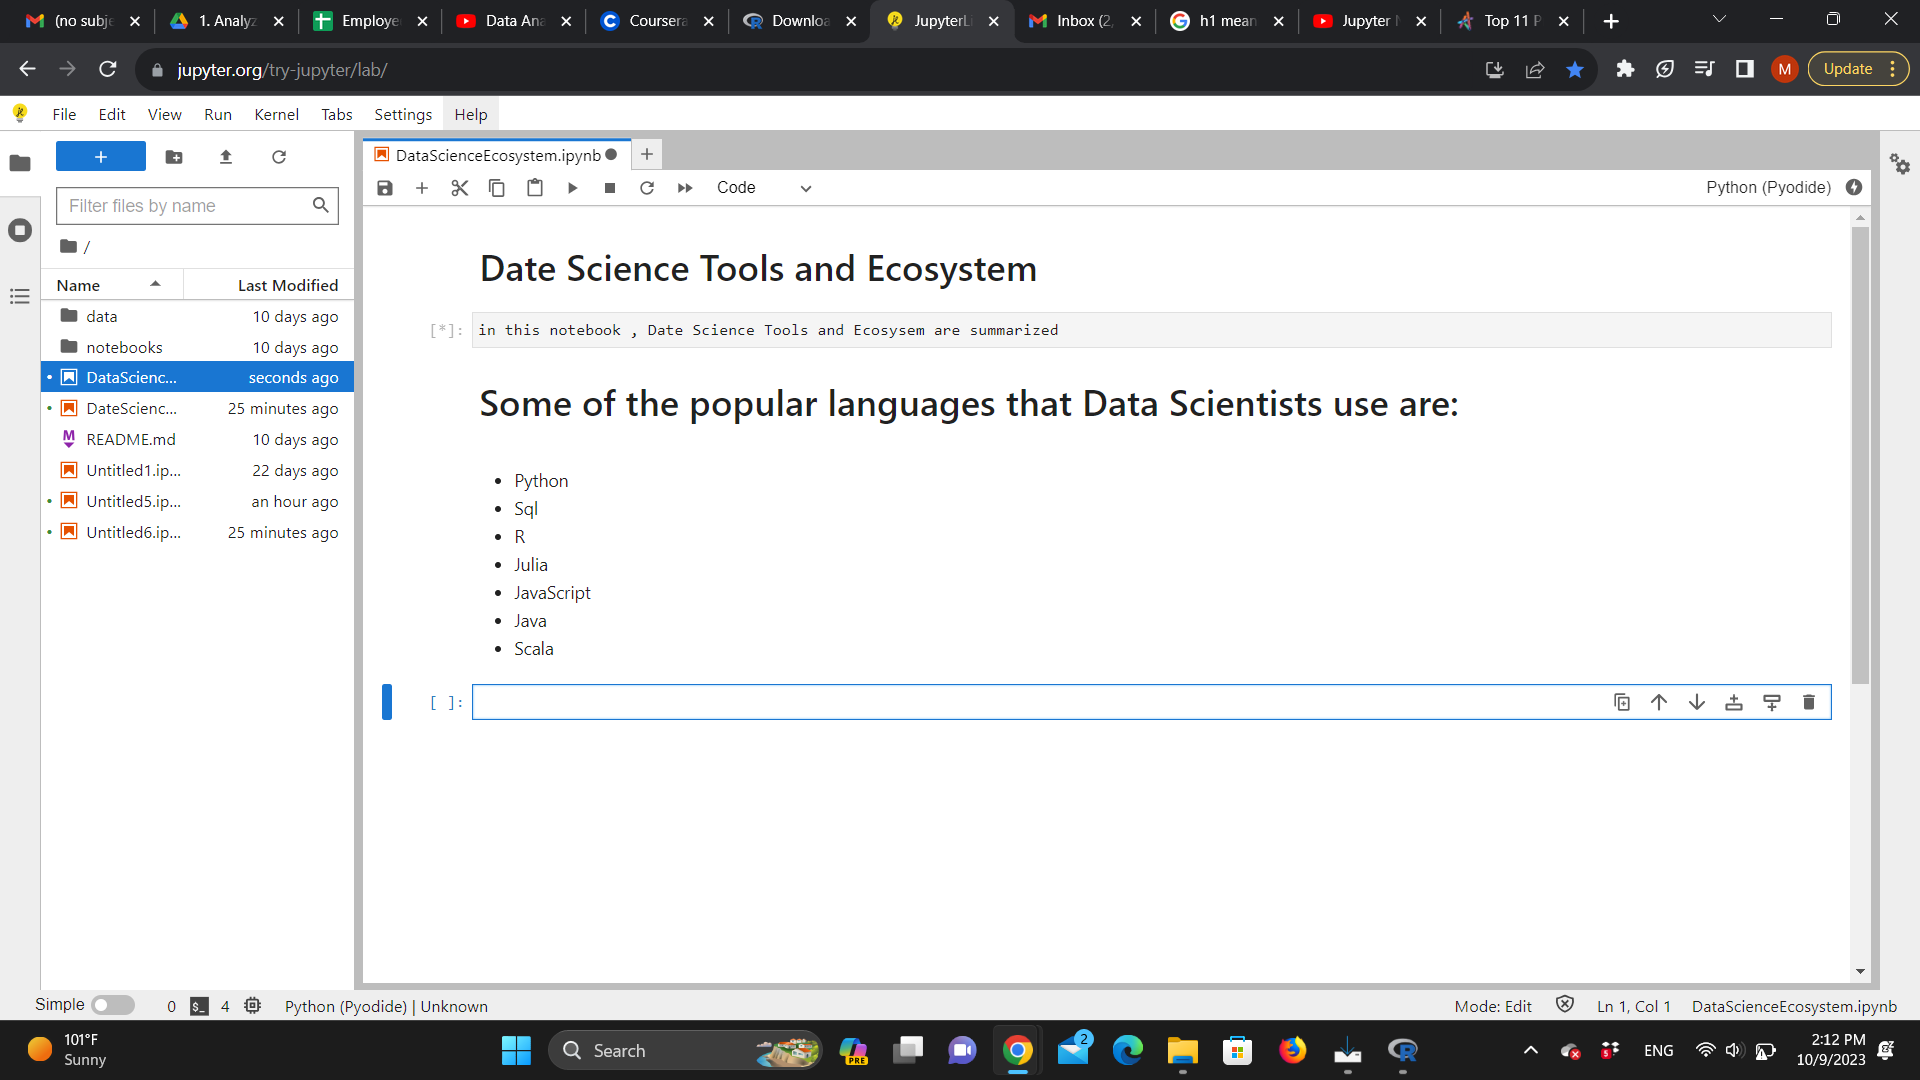 (no subje
1. Analyz
Employe
Data Ana
Coursera
Downloa
JupyterLi
Inbox (2,
h1 mean
Jupyter
Top 11 P
jupyter.org/try-jupyter/lab/
M
Update
File Edit View Run Kernel Tabs Settings Help
DataScienceEcosystem.ipynb
Code
Python (Pyodide)
Filter files by name
/
Name Last Modified
data 10 days ago
notebooks 10 days ago
DataScienc... seconds ago
DateScienc... 25 minutes ago
README.md 10 days ago
Untitled1.ip... 22 days ago
Untitled5.ip... an hour ago
Untitled6.ip... 25 minutes ago
Date Science Tools and Ecosystem
[*]: in this notebook , Date Science Tools and Ecosysem are summarized
Some of the popular languages that Data Scientists use are:
• Python
• Sql
• R
• Julia
• JavaScript
• Java
• Scala
[ ]:
Simple 0 $_ 4 Python (Pyodide) | Unknown
Mode: Edit Ln 1, Col 1 DataScienceEcosystem.ipynb
101°F
Sunny
Search
PRE
2
5
ENG
2:12 PM
10/9/2023